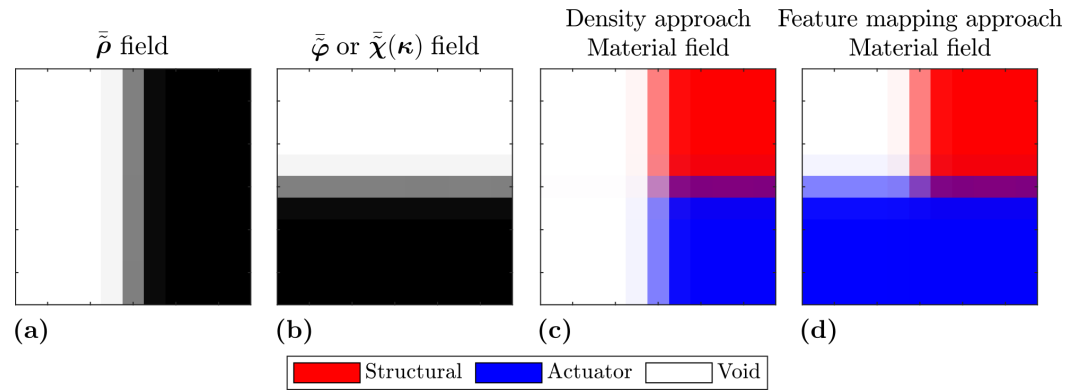 ρ̃̄ field
φ̃̄ or χ̃̄(κ) field
Density approach
Material field
Feature mapping approach
Material field
(a)
(b)
(c)
(d)
Structural
Actuator
Void